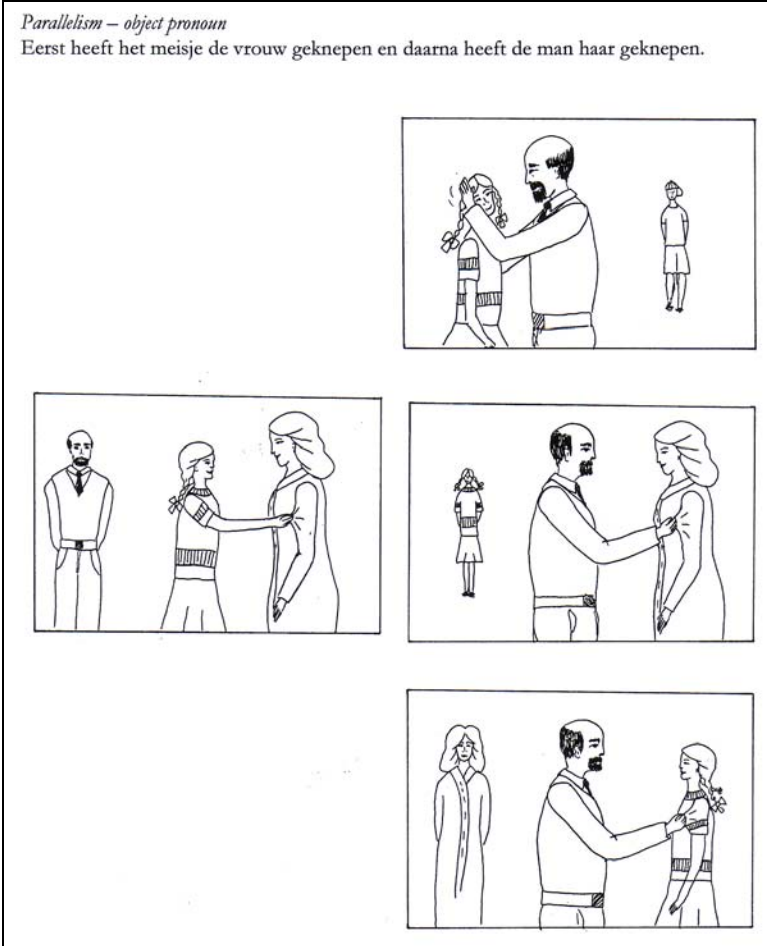 Parallelism – object pronoun
Eerst heeft het meisje de vrouw geknepen en daarna heeft de man haar geknepen.